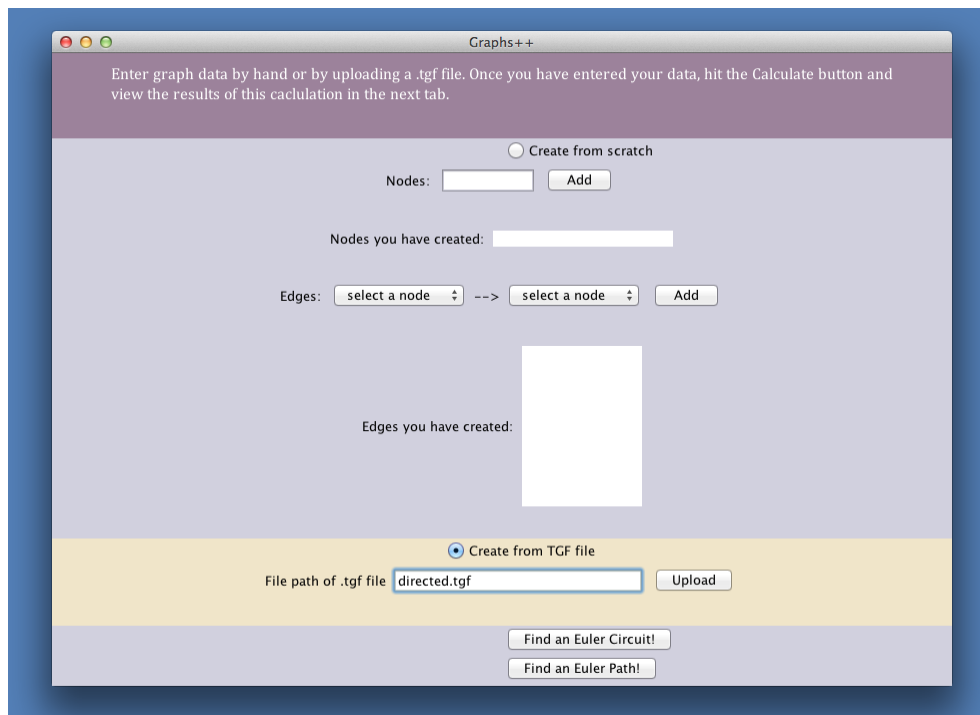 Graphs++
Enter graph data by hand or by uploading a .tgf file. Once you have entered your data, hit the Calculate button and
view the results of this caclulation in the next tab.
Create from scratch
Nodes: Add
Nodes you have created:
Edges: select a node --> select a node Add
Edges you have created:
Create from TGF file
File path of .tgf file directed.tgf Upload
Find an Euler Circuit!
Find an Euler Path!